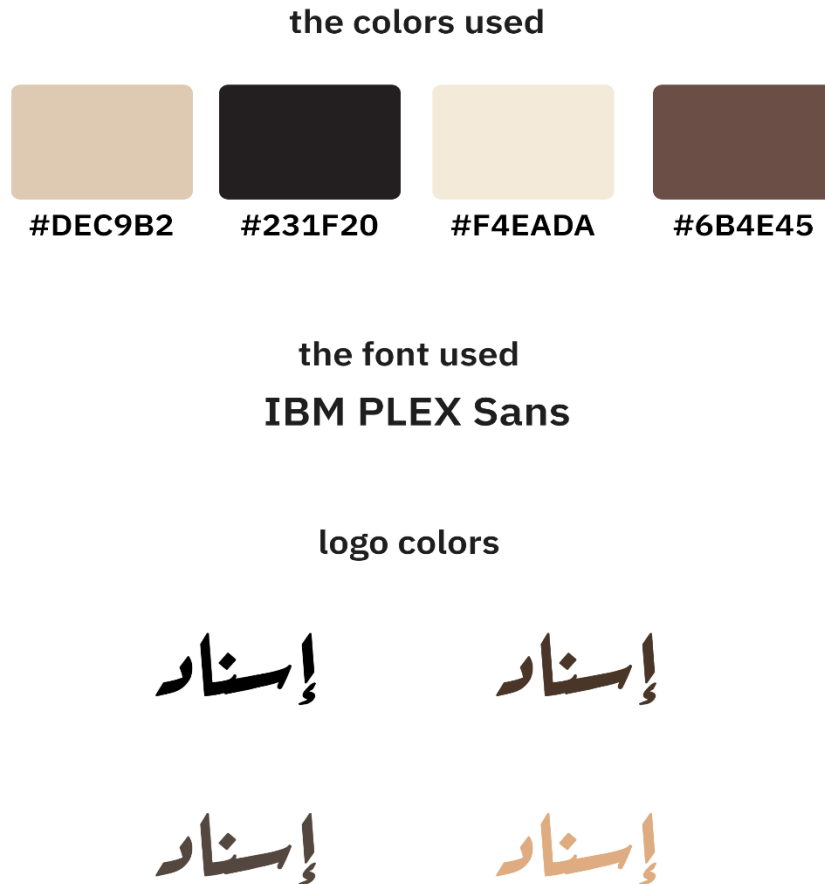 the colors used
#DEC9B2 #231F20 #F4EADA #6B4E45
the font used
IBM PLEX Sans
logo colors
إسناد إسناد
إسناد إسناد